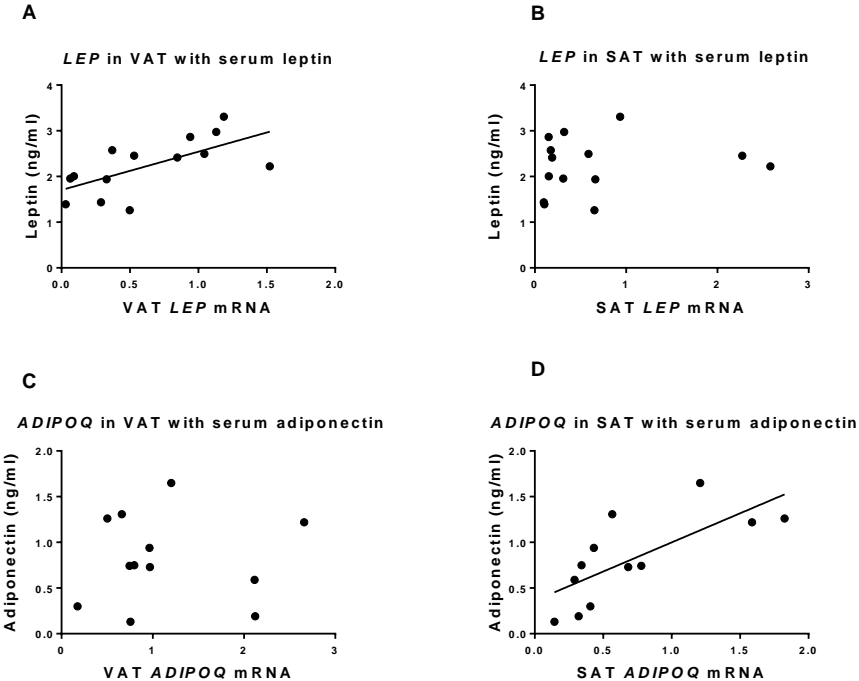 A
LEP in VAT with serum leptin
Leptin (ng/ml)
4
3
2
1
0
0.0 0.5 1.0 1.5 2.0
VAT LEP mRNA
B
LEP in SAT with serum leptin
Leptin (ng/ml)
4
3
2
1
0
0 1 2 3
SAT LEP mRNA
C
ADIPOQ in VAT with serum adiponectin
Adiponectin (ng/ml)
2.0
1.5
1.0
0.5
0.0
0 1 2 3
VAT ADIPOQ mRNA
D
ADIPOQ in SAT with serum adiponectin
Adiponectin (ng/ml)
2.0
1.5
1.0
0.5
0.0
0.0 0.5 1.0 1.5 2.0
SAT ADIPOQ mRNA